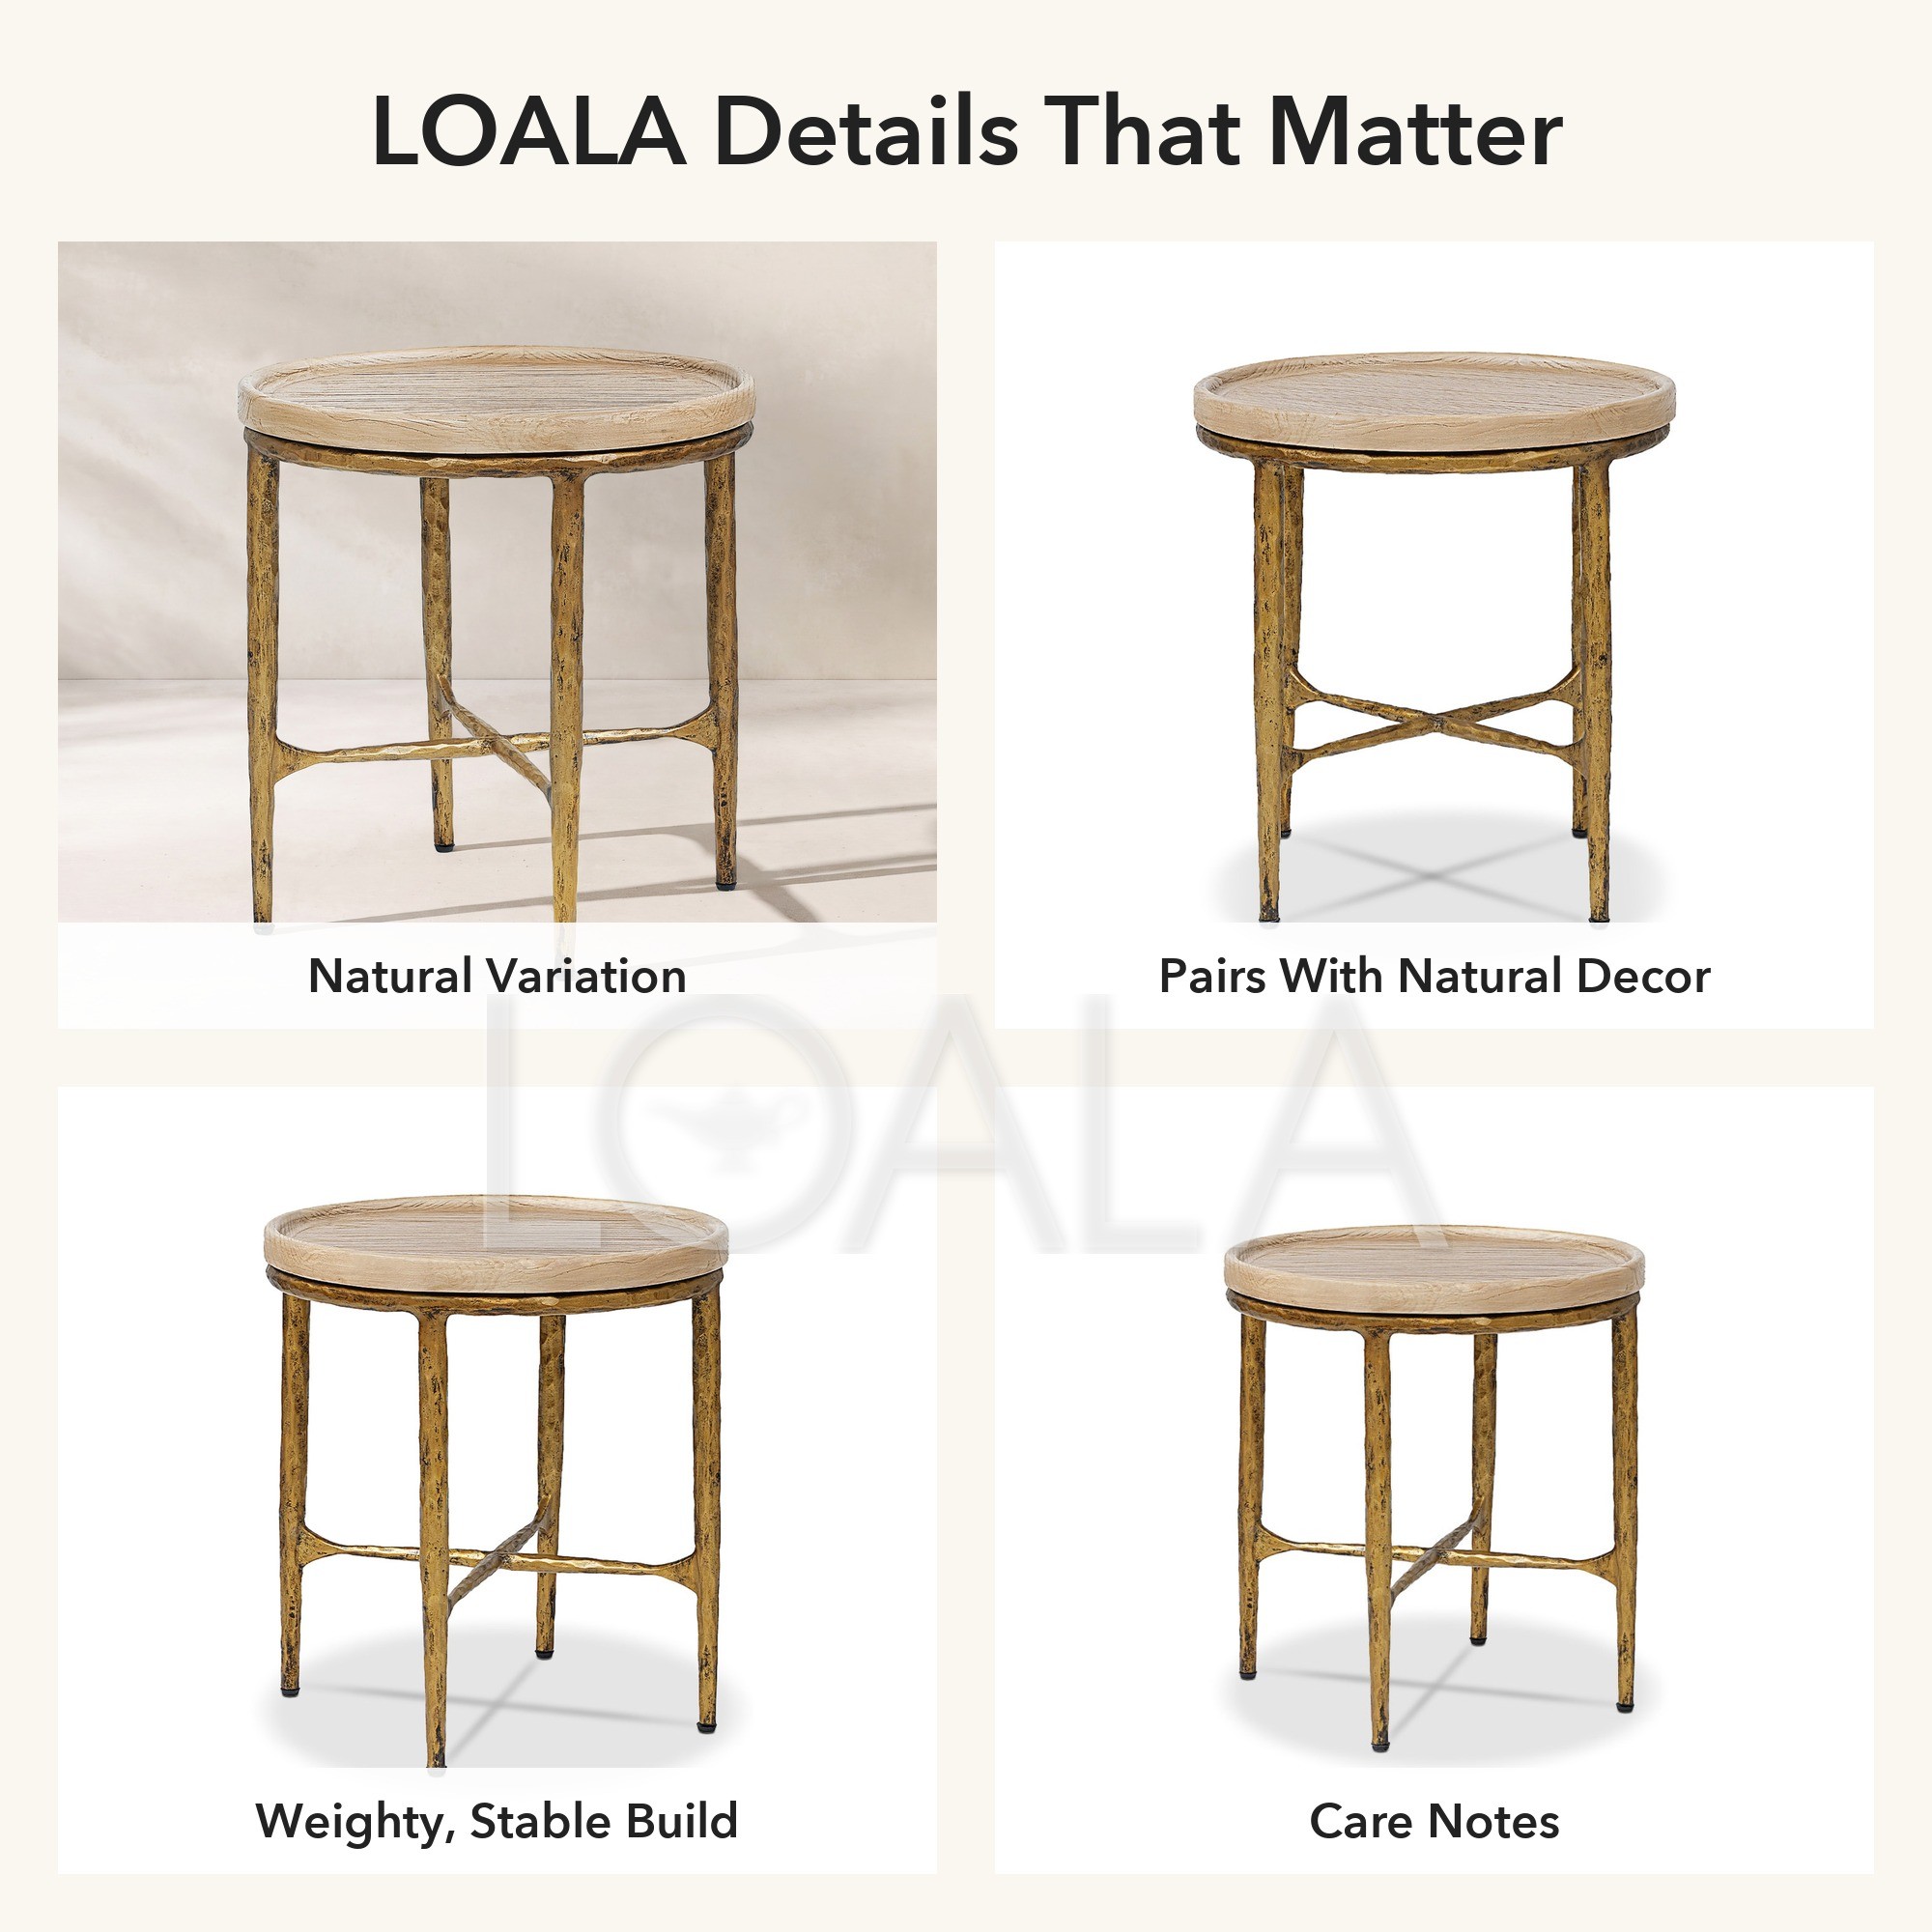 LOALA Details That Matter
Natural Variation
Pairs With Natural Decor
LOALA
Weighty, Stable Build
Care Notes